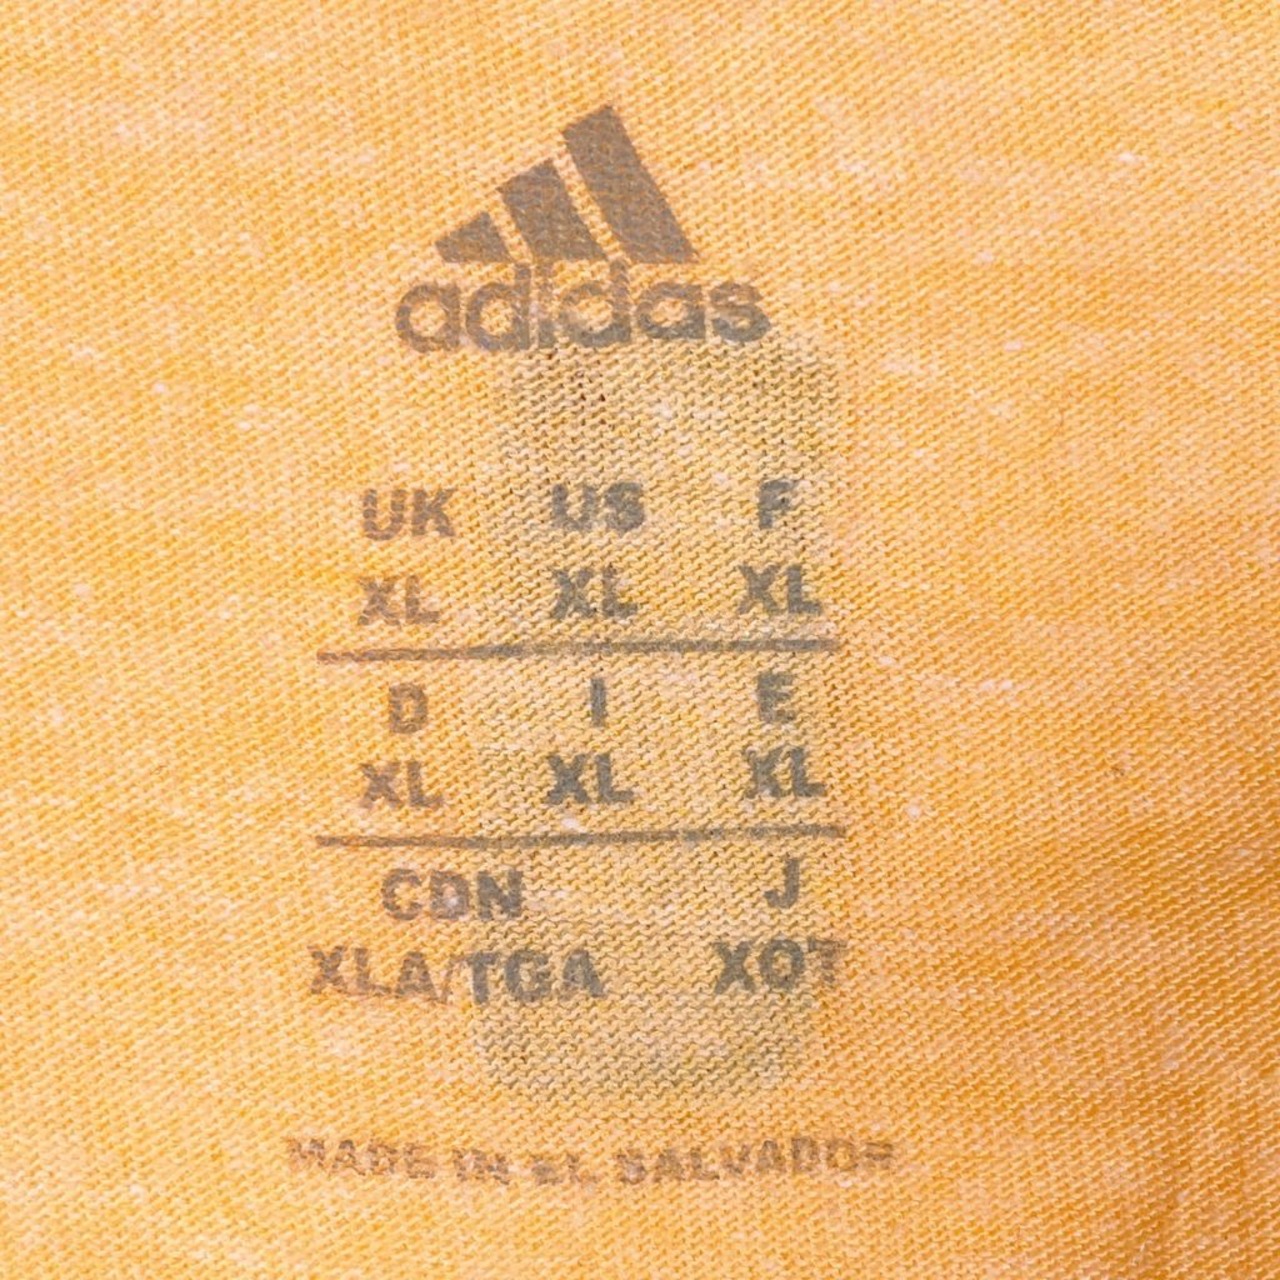 adidas
UK US F
XL XL XL
D I E
XL XL XL
CDN J
XLA/TGA XOT
MADE IN EL SALVADOR